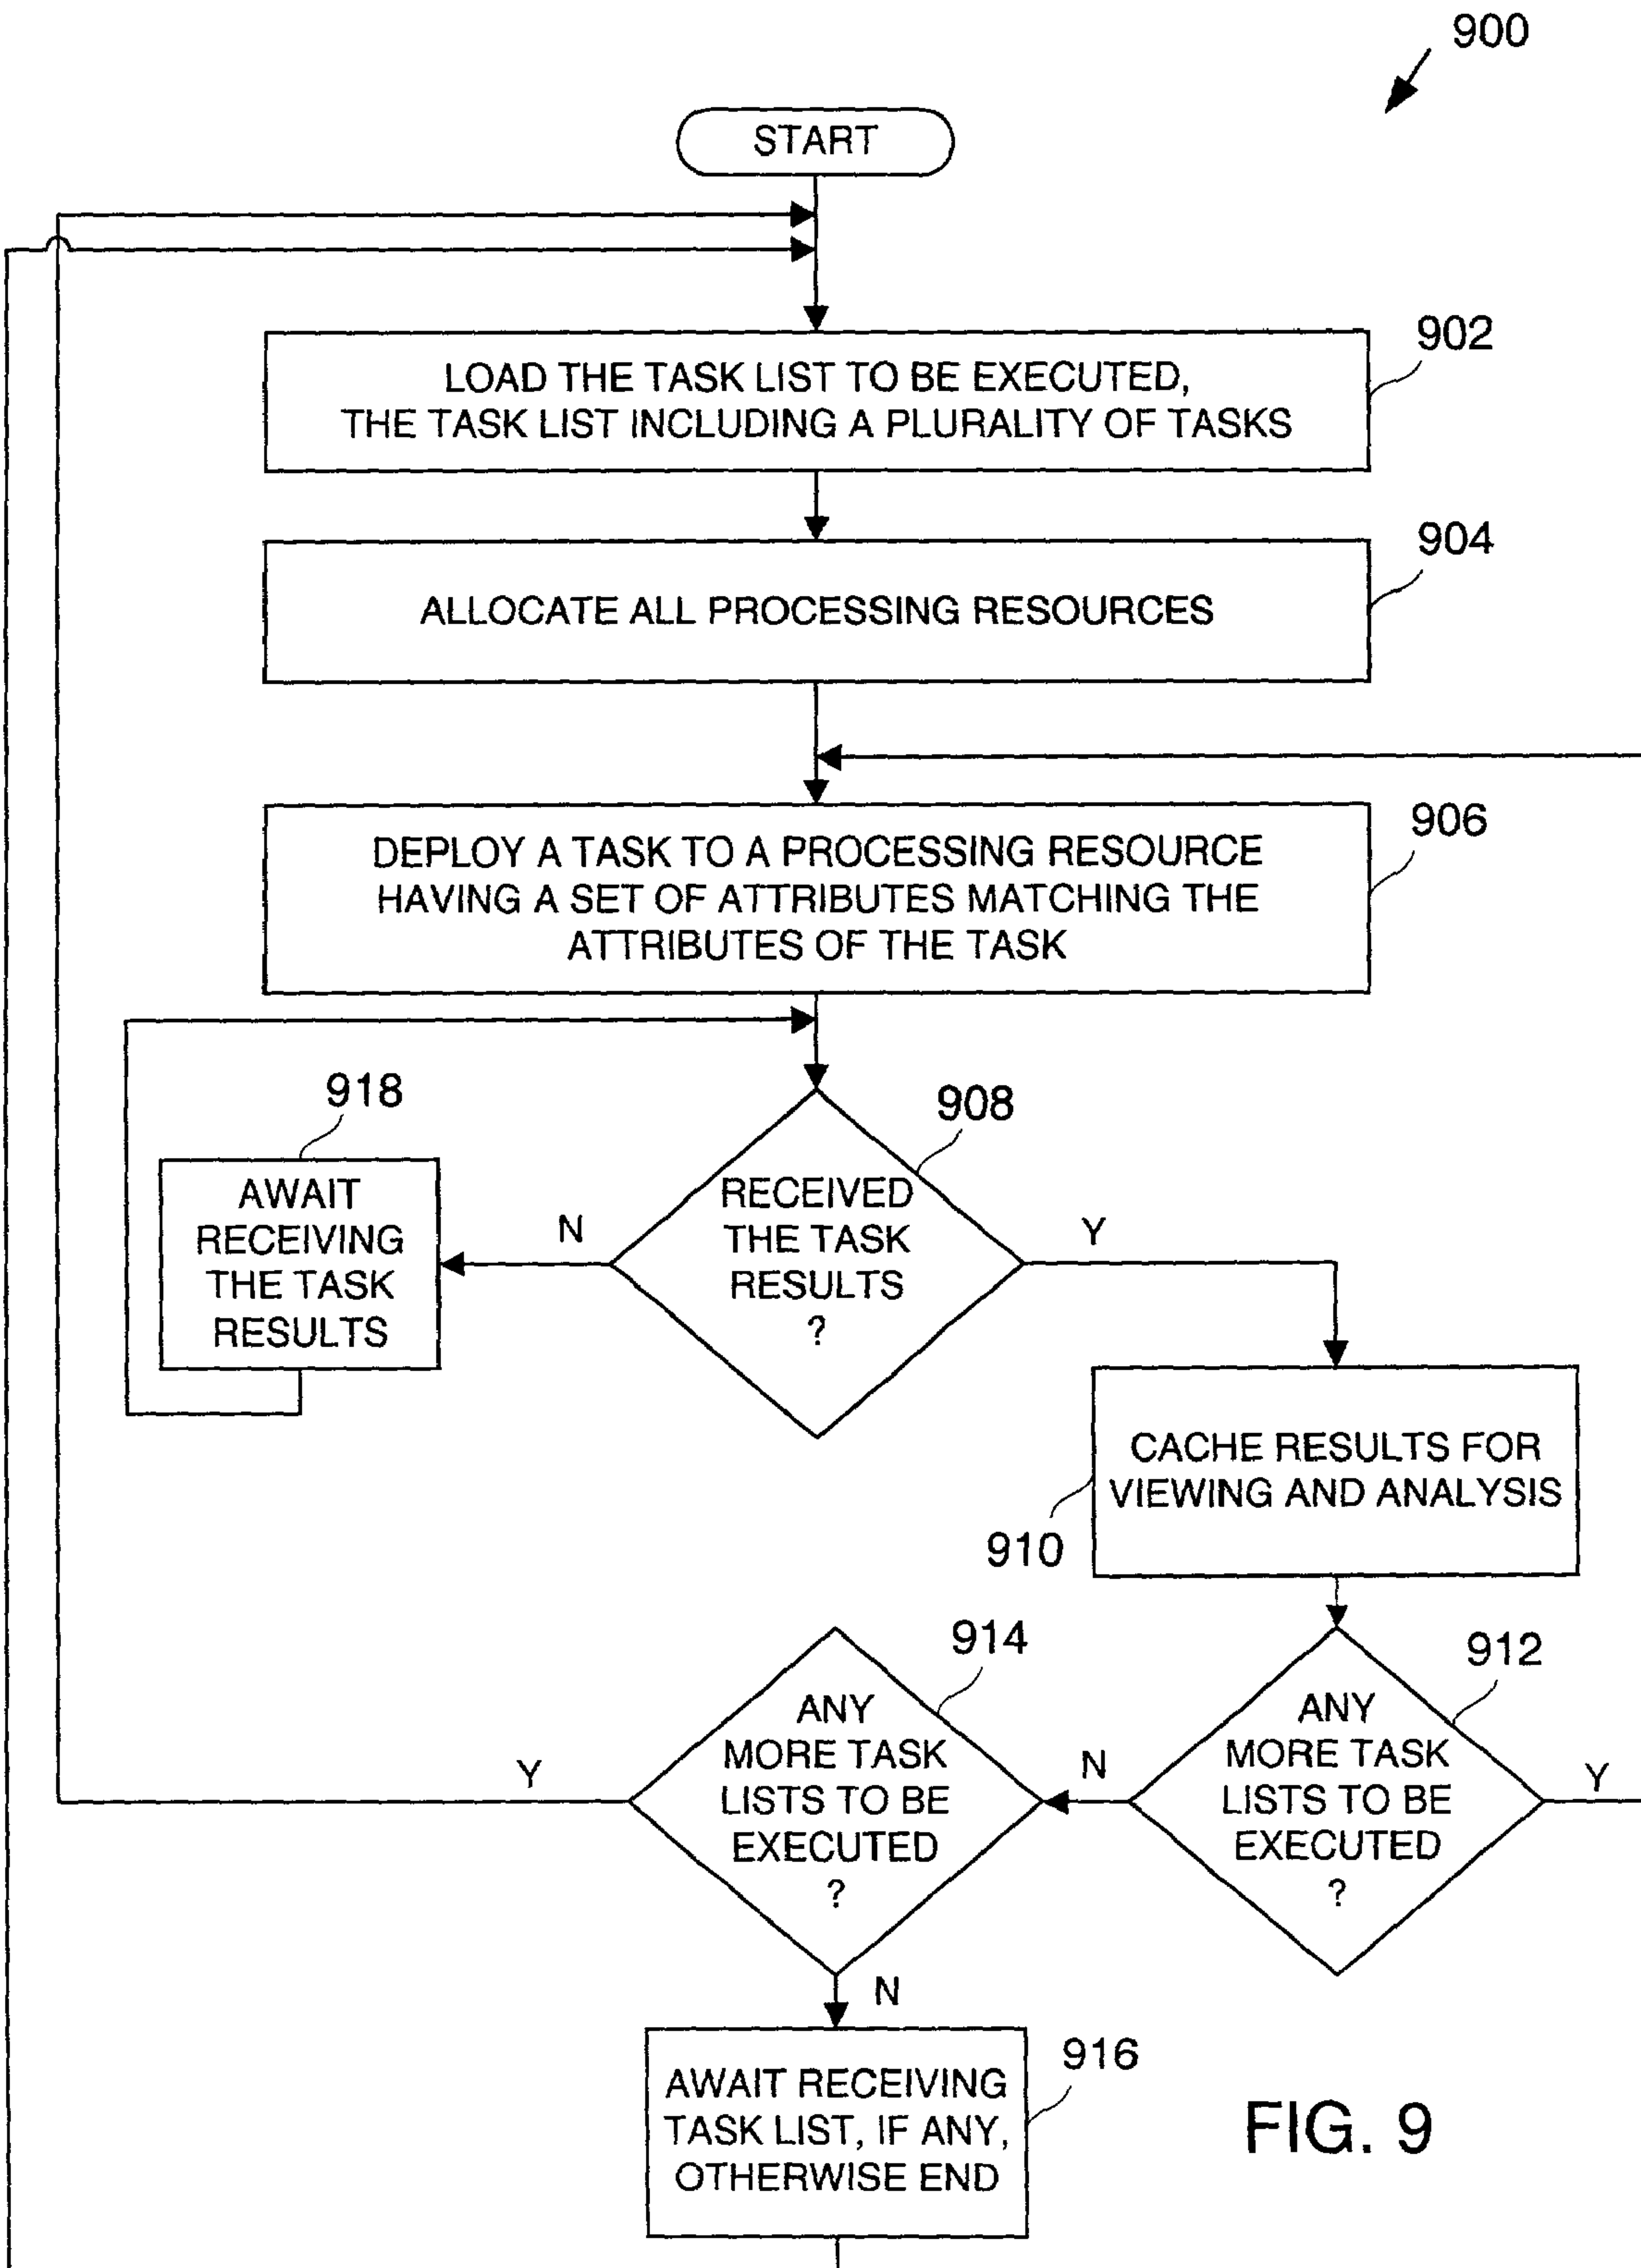 900
START
902
LOAD THE TASK LIST TO BE EXECUTED,
THE TASK LIST INCLUDING A PLURALITY OF TASKS
904
ALLOCATE ALL PROCESSING RESOURCES
906
DEPLOY A TASK TO A PROCESSING RESOURCE
HAVING A SET OF ATTRIBUTES MATCHING THE
ATTRIBUTES OF THE TASK
918
AWAIT
RECEIVING
THE TASK
RESULTS
N
908
RECEIVED
THE TASK
RESULTS
?
Y
CACHE RESULTS FOR
VIEWING AND ANALYSIS
910
914
ANY
MORE TASK
LISTS TO BE
EXECUTED
?
Y
N
912
ANY
MORE TASK
LISTS TO BE
EXECUTED
?
Y
N
916
AWAIT RECEIVING
TASK LIST, IF ANY,
OTHERWISE END
FIG. 9